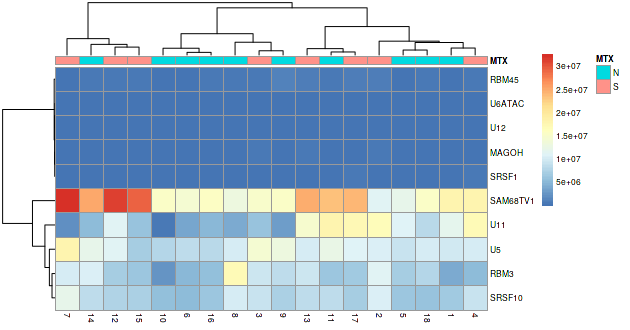 MTX
MTX
N
S
3e+07
2.5e+07
2e+07
1.5e+07
1e+07
5e+06
RBM45
U6ATAC
U12
MAGOH
SRSF1
SAM68TV1
U11
U5
RBM3
SRSF10
7 14 12 15 10 6 16 8 3 9 13 11 17 2 5 18 1 4